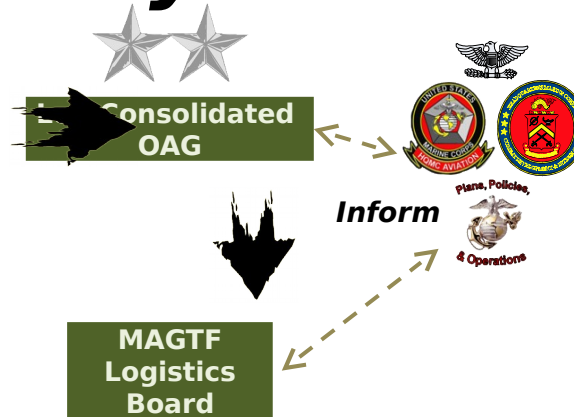 Consolidated
OAG
UNITED STATES
MARINE CORPS
HQMC AVIATION
Plans, Policies,
Inform
& Operations
MAGTF
Logistics
Board